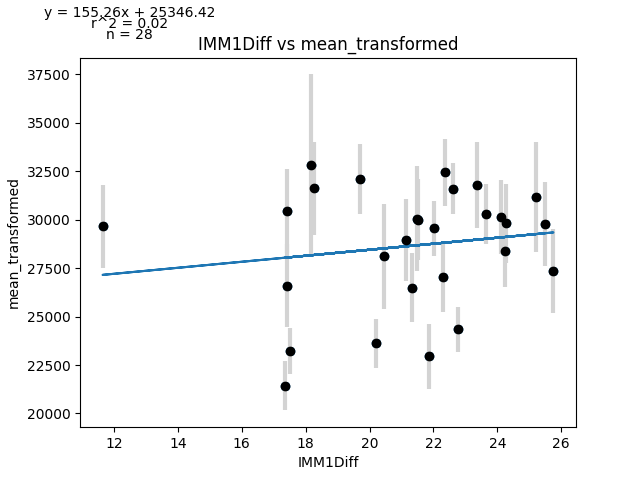 y = 155.26x + 25346.42
r^2 = 0.02
n = 28
IMM1Diff vs mean_transformed
37500
35000
32500
30000
27500
25000
22500
20000
mean_transformed
12 14 16 18 20 22 24 26
IMM1Diff